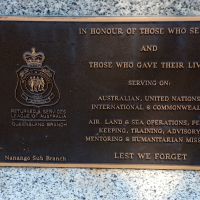 IN HONOUR OF THOSE WHO SE
AND
THOSE WHO GAVE THEIR LIV
SERVING ON:
AUSTRALIAN, UNITED NATIONS
INTERNATIONAL & COMMONWEAL
AIR, LAND & SEA OPERATIONS, PE
KEEPING, TRAINING, ADVISORY
MENTORING & HUMANITARIAN MISS
LEST WE FORGET
RETURNED & SERVICES
LEAGUE OF AUSTRALIA
QUEENSLAND BRANCH
Nanango Sub Branch